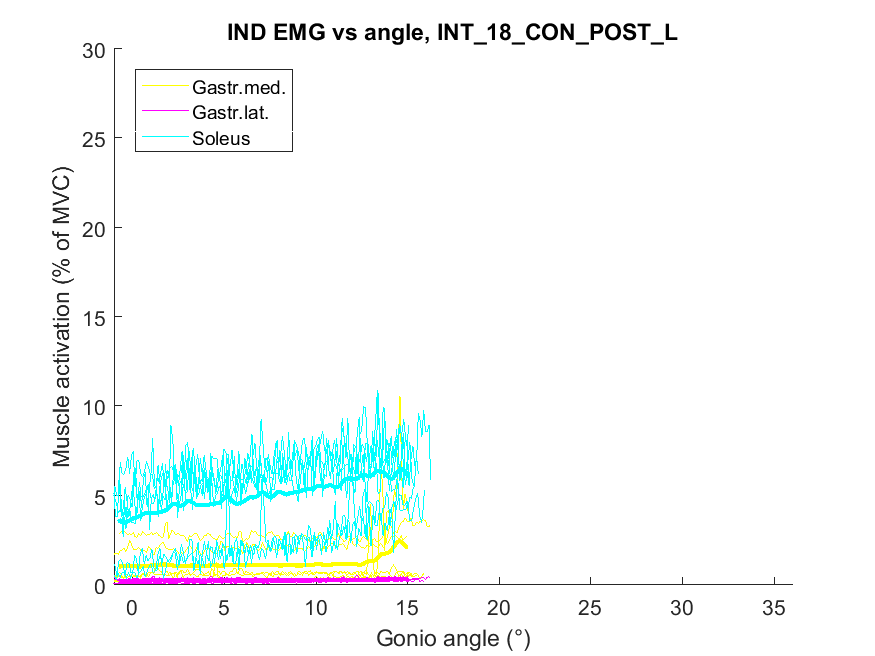 IND EMG vs angle, INT_18_CON_POST_L
30
25
20
15
10
5
0
Muscle activation (% of MVC)
Gastr.med.
Gastr.lat.
Soleus
0 5 10 15 20 25 30 35
Gonio angle (°)